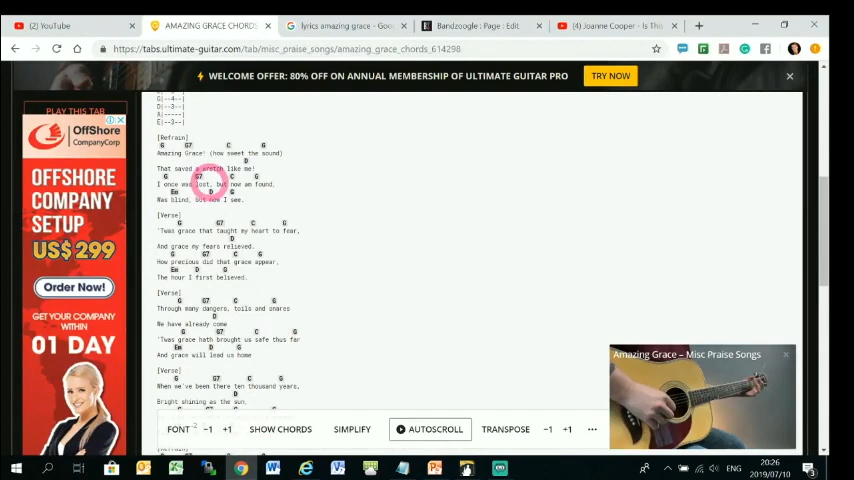 (2) YouTube
AMAZING GRACE CHORDS
lyrics amazing grace - Goo
Bandzoogle : Page : Edit
(4) Joanne Cooper - Is This
https://tabs.ultimate-guitar.com/tab/misc_praise_songs/amazing_grace_chords_614298
WELCOME OFFER: 80% OFF ON ANNUAL MEMBERSHIP OF ULTIMATE GUITAR PRO
TRY NOW
PLAY THIS TAB
G|--4--|
D|--3--|
A|-----|
E|--3--|
[Refrain]
G G7 C G
Amazing Grace! (how sweet the sound)
D
That saved a wretch like me!
G G7 C G
I once was lost, but now am found,
Em D G
Was blind, but now I see.
[Verse]
G G7 C G
'Twas grace that taught my heart to fear,
D
And grace my fears relieved.
G G7 C G
How precious did that grace appear,
Em D G
The hour I first believed.
[Verse]
G G7 C G
Through many dangers, toils and snares
D
We have already come
G G7 C G
'Twas grace hath brought us safe thus far
Em D G
And grace will lead us home
[Verse]
G G7 C G
When we've been there ten thousand years,
D
Bright shining as the sun,
OffShore
CompanyCorp
OFFSHORE
COMPANY
SETUP
US$299
Order Now!
GET YOUR COMPANY
WITHIN
01 DAY
Amazing Grace – Misc Praise Songs
FONT -2 −1 +1
SHOW CHORDS
SIMPLIFY
AUTOSCROLL
TRANSPOSE −1 +1
ENG
20:26
2019/07/10